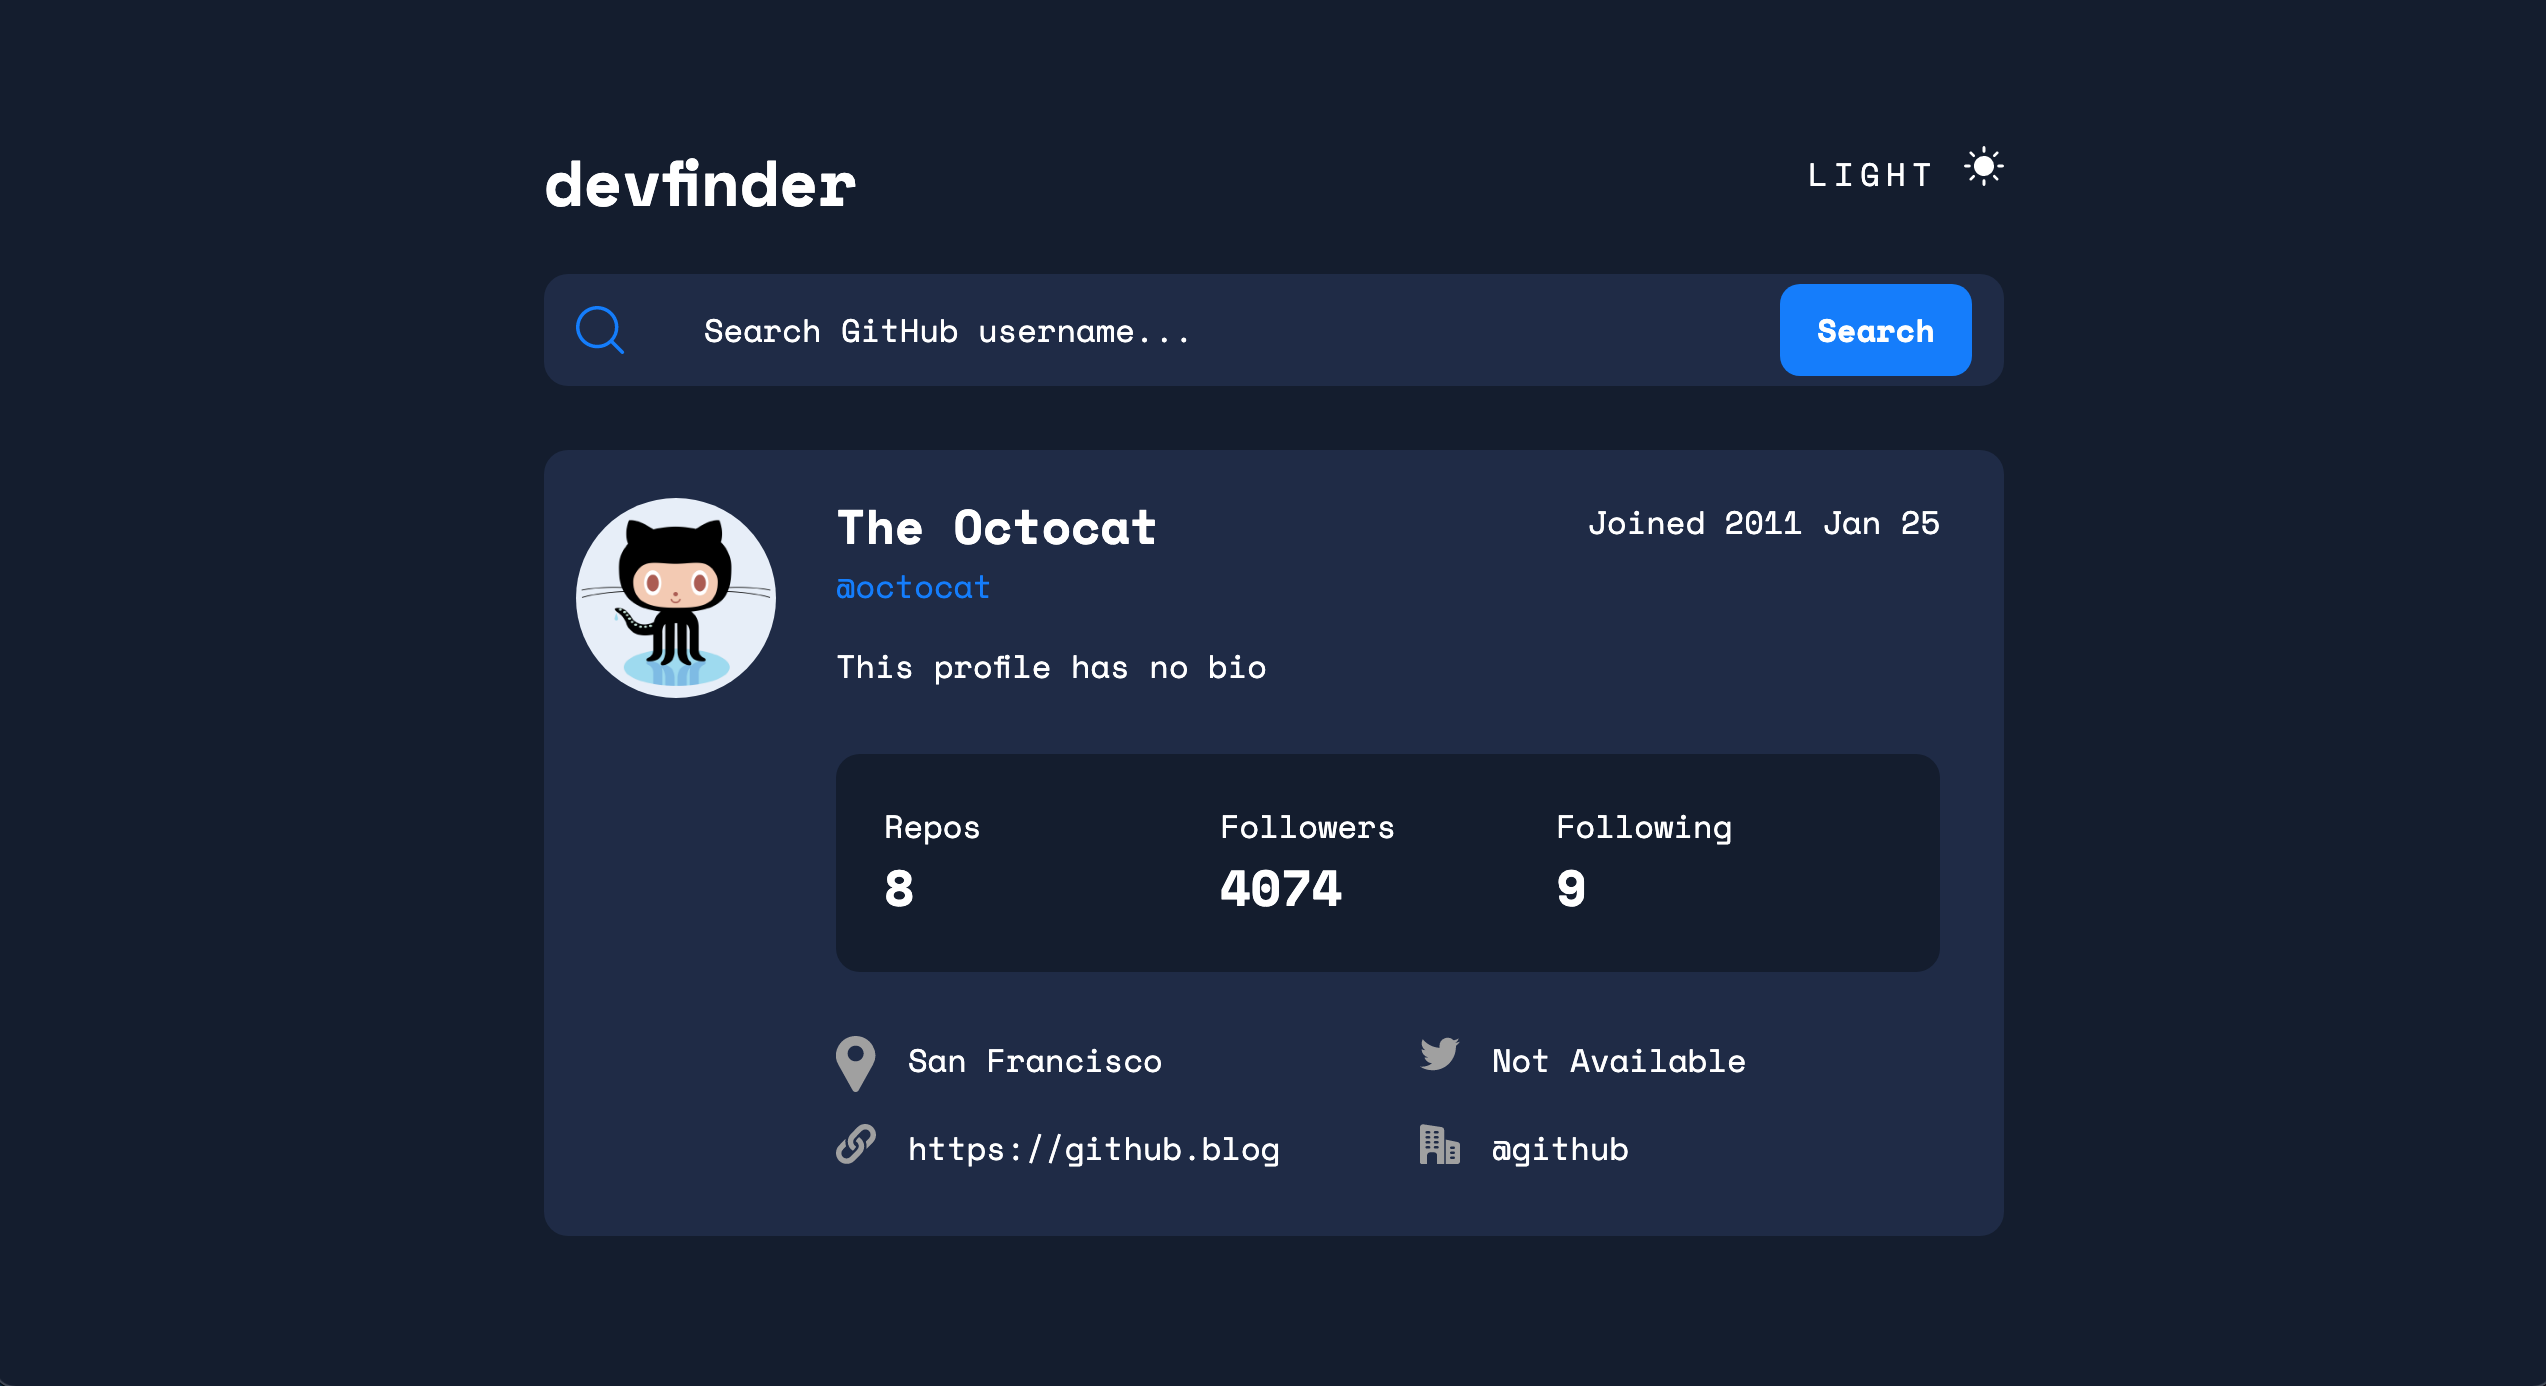 devfinder
LIGHT
Search GitHub username...
Search
The Octocat
Joined 2011 Jan 25
@octocat
This profile has no bio
Repos
Followers
Following
8
4074
9
San Francisco
Not Available
https://github.blog
@github